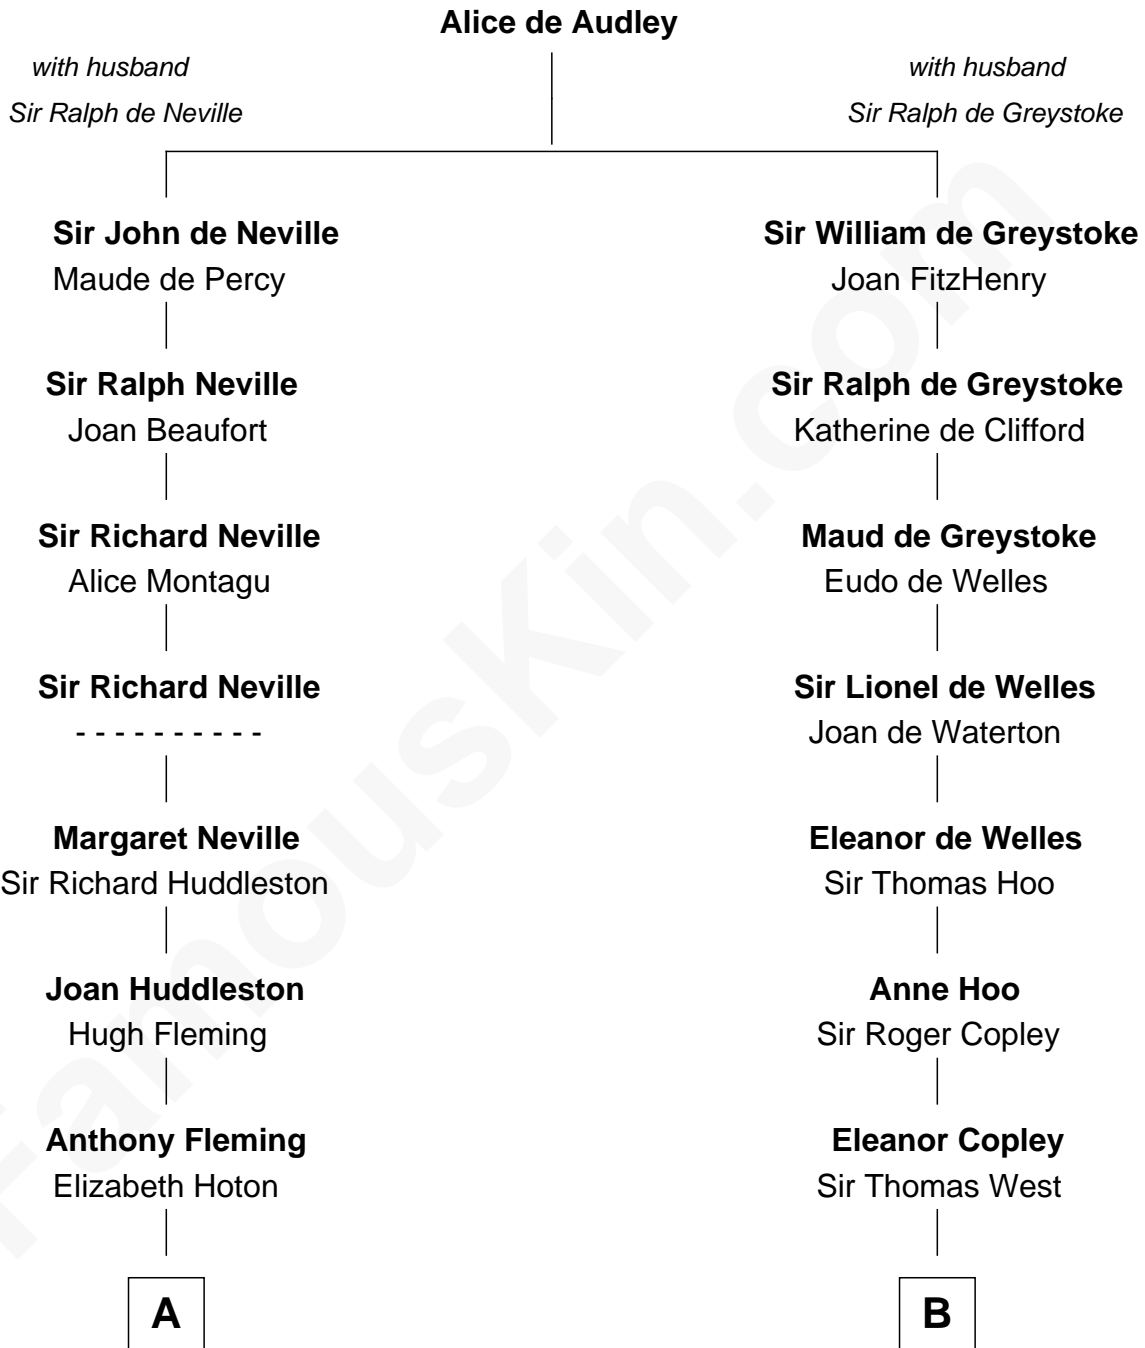 Alice de Audley
with husband
Sir Ralph de Neville
with husband
Sir Ralph de Greystoke
Sir John de Neville
Maude de Percy
Sir William de Greystoke
Joan FitzHenry
Sir Ralph Neville
Joan Beaufort
Sir Ralph de Greystoke
Katherine de Clifford
Sir Richard Neville
Alice Montagu
Maud de Greystoke
Eudo de Welles
Sir Richard Neville
- - - - - - - - - -
Sir Lionel de Welles
Joan de Waterton
Margaret Neville
Sir Richard Huddleston
Eleanor de Welles
Sir Thomas Hoo
Joan Huddleston
Hugh Fleming
Anne Hoo
Sir Roger Copley
Anthony Fleming
Elizabeth Hoton
Eleanor Copley
Sir Thomas West
A
B
FamousKin.com